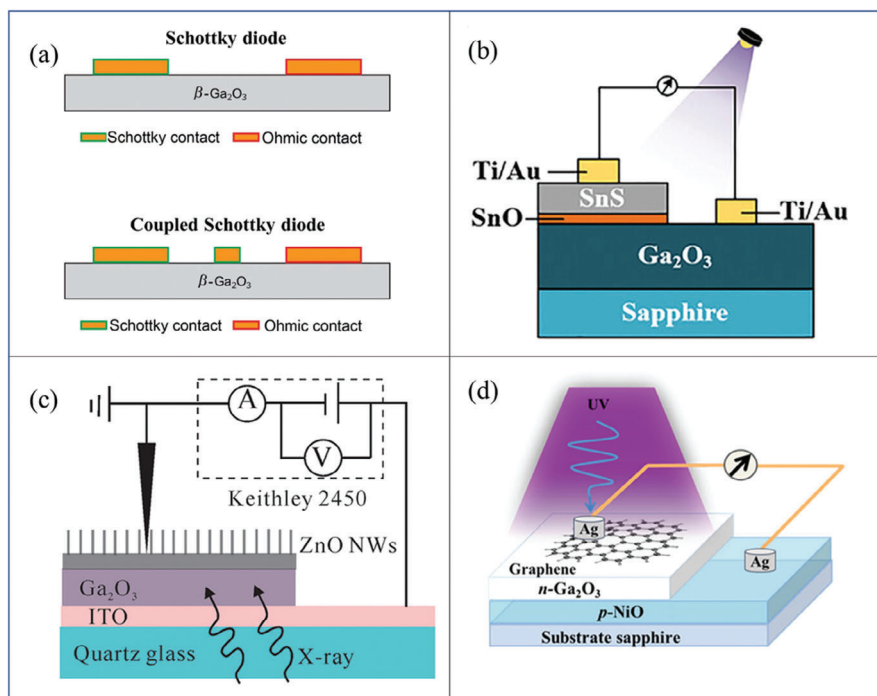 (a)
Schottky diode
β-Ga₂O₃
Schottky contact Ohmic contact
Coupled Schottky diode
β-Ga₂O₃
Schottky contact Ohmic contact
(b)
Ti/Au
SnS
SnO
Ti/Au
Ga₂O₃
Sapphire
(c)
A
V
Keithley 2450
ZnO NWs
Ga₂O₃
ITO
Quartz glass
X-ray
(d)
UV
Ag
Ag
Graphene
n-Ga₂O₃
p-NiO
Substrate sapphire